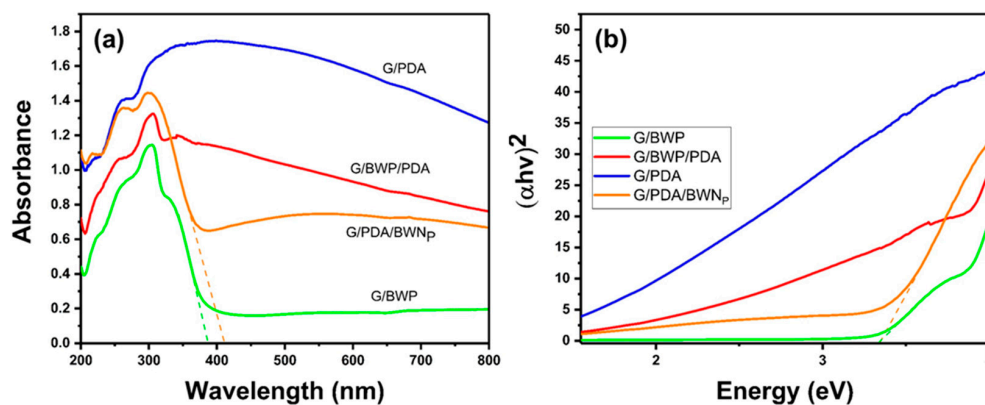 (a)
Absorbance
1.8
1.6
1.4
1.2
1.0
0.8
0.6
0.4
0.2
0.0
G/PDA
G/BWP/PDA
G/PDA/BWNP
G/BWP
200 300 400 500 600 700 800
Wavelength (nm)
(b)
(αhν)2
50
45
40
35
30
25
20
15
10
5
0
G/BWP
G/BWP/PDA
G/PDA
G/PDA/BWNP
2 3
Energy (eV)